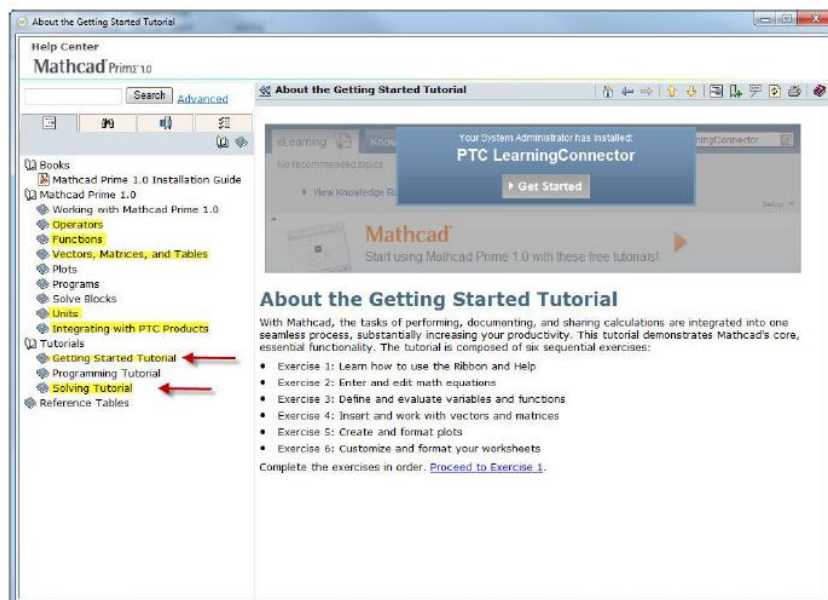 About the Getting Started Tutorial
Help Center
Mathcad Prime 1.0
Search Advanced
Books
Mathcad Prime 1.0 Installation Guide
Mathcad Prime 1.0
Working with Mathcad Prime 1.0
Operators
Functions
Vectors, Matrices, and Tables
Plots
Programs
Solve Blocks
Units
Integrating with PTC Products
Tutorials
Getting Started Tutorial
Programming Tutorial
Solving Tutorial
Reference Tables
About the Getting Started Tutorial
eLearning Know
No recommended topics
View Knowledge
Your System Administrator has Installed:
PTC LearningConnector
Get Started
ningConnector
Setup
Mathcad
Start using Mathcad Prime 1.0 with these free tutorials!
About the Getting Started Tutorial
With Mathcad, the tasks of performing, documenting, and sharing calculations are integrated into one
seamless process, substantially increasing your productivity. This tutorial demonstrates Mathcad's core,
essential functionality. The tutorial is composed of six sequential exercises:
• Exercise 1: Learn how to use the Ribbon and Help
• Exercise 2: Enter and edit math equations
• Exercise 3: Define and evaluate variables and functions
• Exercise 4: Insert and work with vectors and matrices
• Exercise 5: Create and format plots
• Exercise 6: Customize and format your worksheets
Complete the exercises in order. Proceed to Exercise 1.